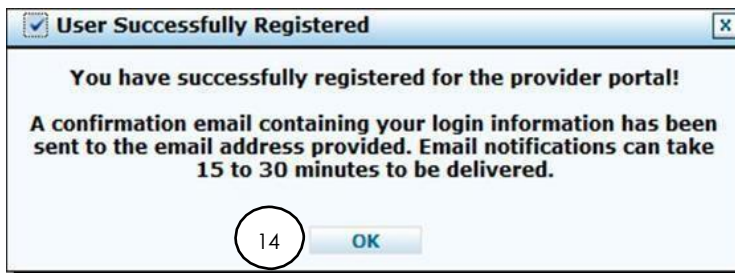 User Successfully Registered
X
You have successfully registered for the provider portal!
A confirmation email containing your login information has been
sent to the email address provided. Email notifications can take
15 to 30 minutes to be delivered.
14 OK